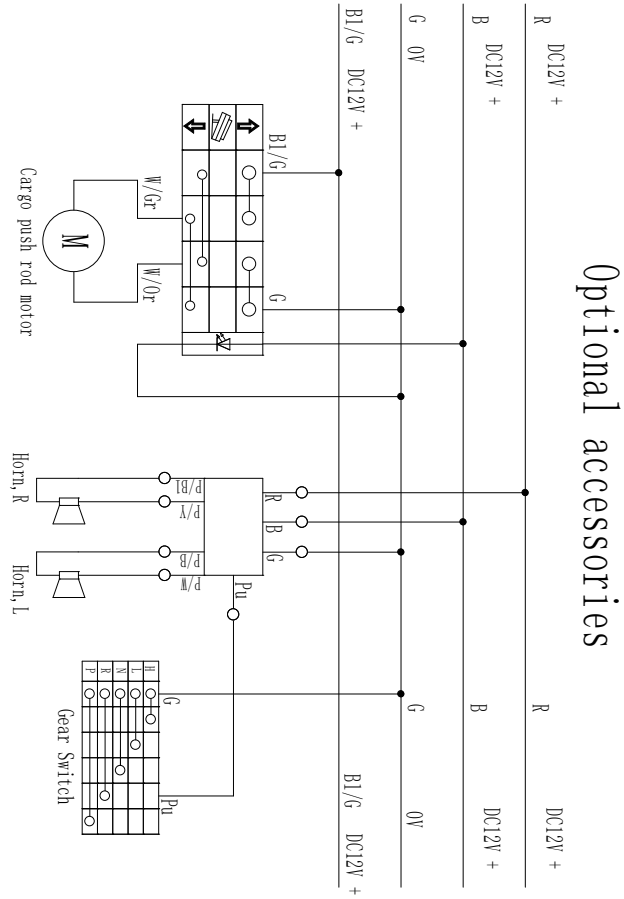 Optional accessories
R DC12V +
B DC12V +
G 0V
Bl/G DC12V +
R DC12V +
B DC12V +
G 0V
Bl/G DC12V +
Bl/G
G
W/Gr
W/Or
M
Cargo push rod motor
R
B
G
P/Bl
P/Y
P/B
P/W
Pu
Horn,R
Horn,L
G
Pu
H
L
N
R
P
Gear Switch